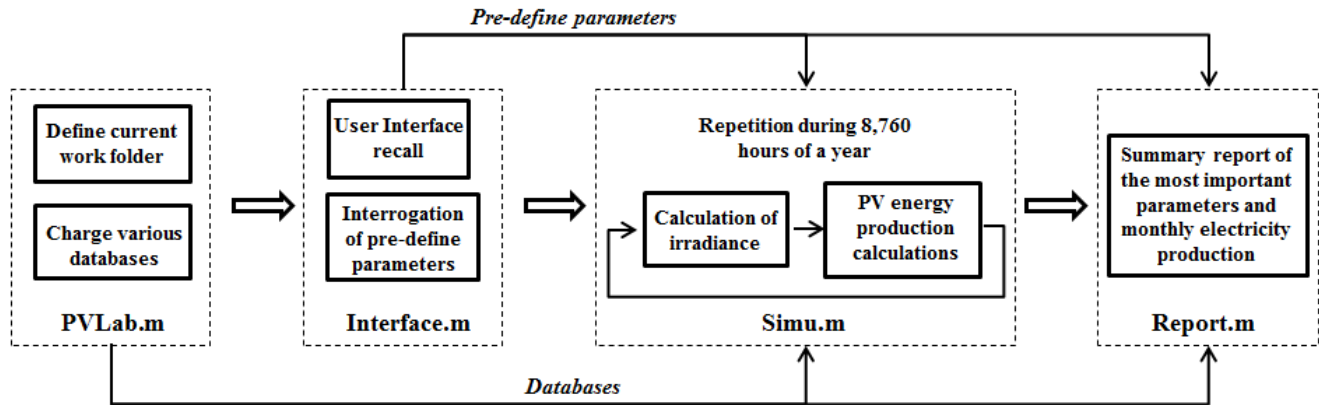 Pre-define parameters
Define current
work folder
Charge various
databases
PVLab.m
User Interface
recall
Interrogation
of pre-define
parameters
Interface.m
Repetition during 8,760
hours of a year
Calculation of
irradiance
PV energy
production
calculations
Simu.m
Summary report of
the most important
parameters and
monthly electricity
production
Report.m
Databases